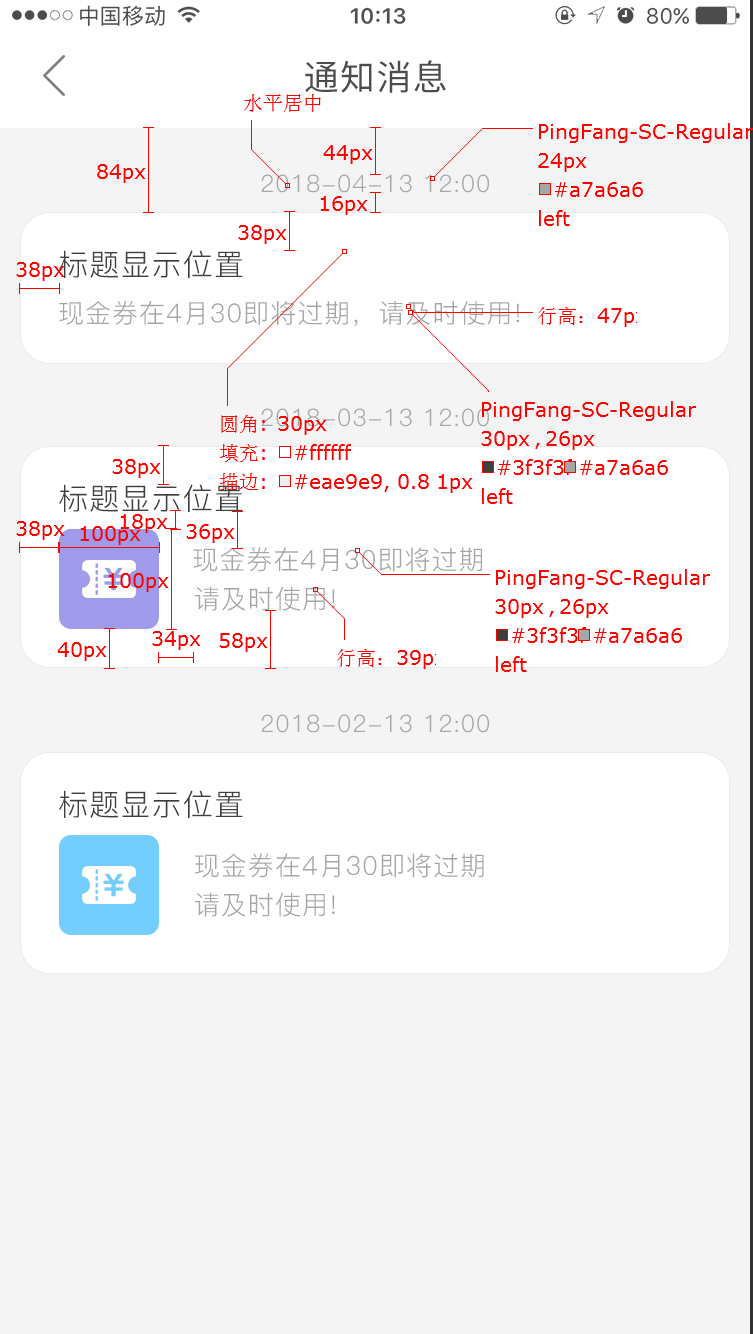 中国移动 10:13 80%
通知消息
水平居中
PingFang-SC-Regular
24px
#a7a6a6
left
44px
84px
2018-04-13 12:00
16px
38px
38px
标题显示位置
现金券在4月30即将过期，请及时使用!
行高：47p
2018-03-13 12:00
圆角：30px
填充：#ffffff
描边：#eae9e9, 0.8 1px
PingFang-SC-Regular
30px , 26px
#3f3f3f #a7a6a6
left
38px
标题显示位置
18px
38px
100px
36px
¥
100px
现金券在4月30即将过期
请及时使用!
PingFang-SC-Regular
30px , 26px
#3f3f3f #a7a6a6
left
40px
34px
58px
行高：39p
2018-02-13 12:00
标题显示位置
¥
现金券在4月30即将过期
请及时使用!